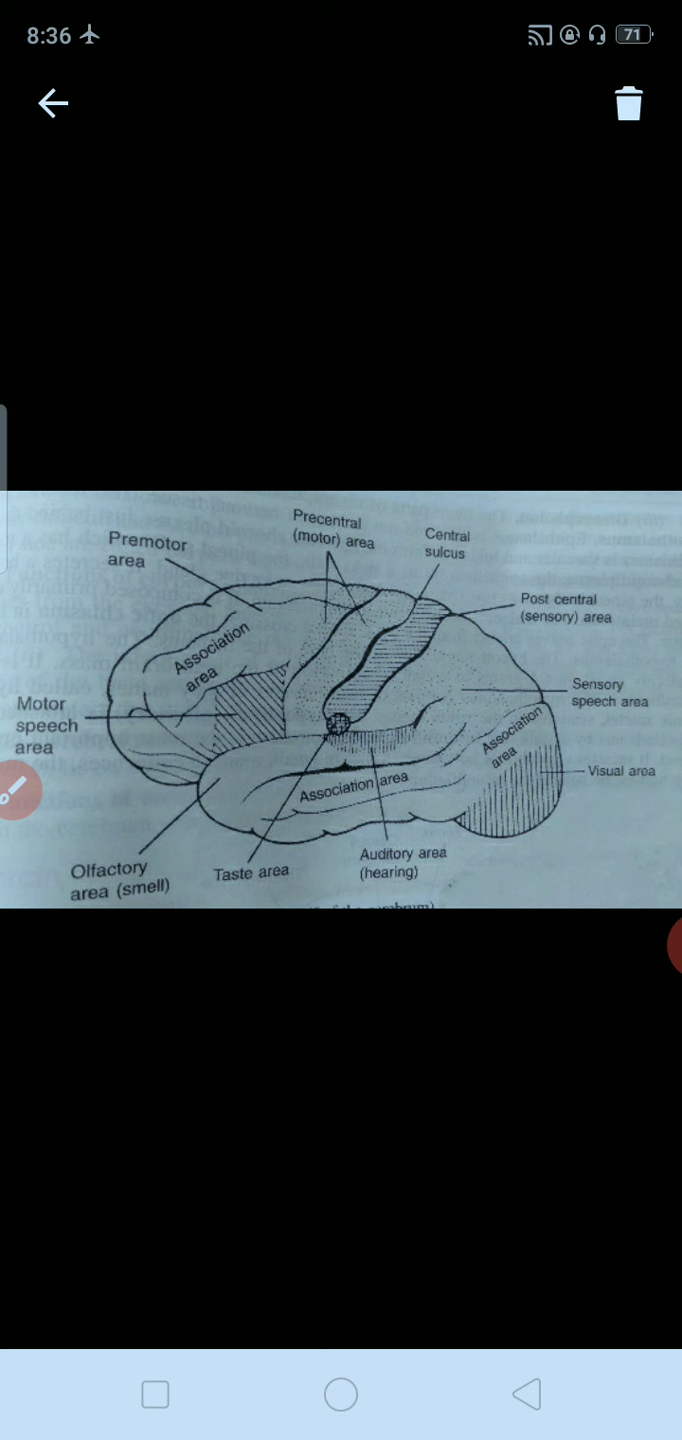 8:36
71
Precentral
(motor) area
Premotor
area
Central
sulcus
Post central
(sensory) area
Association
area
Sensory
speech area
Motor
speech
area
Association
area
Visual area
Association area
Olfactory
area (smell)
Taste area
Auditory area
(hearing)